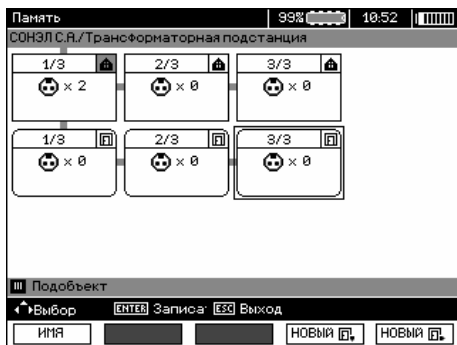 Память 99% 10:52
СОНЭЛ С.А./Трансформаторная подстанция
1/3 2/3 3/3
× 2 × 0 × 0
1/3 2/3 3/3
× 0 × 0 × 0
Подобъект
Выбор ENTER Записа ESC Выход
ИМЯ НОВЫЙ НОВЫЙ